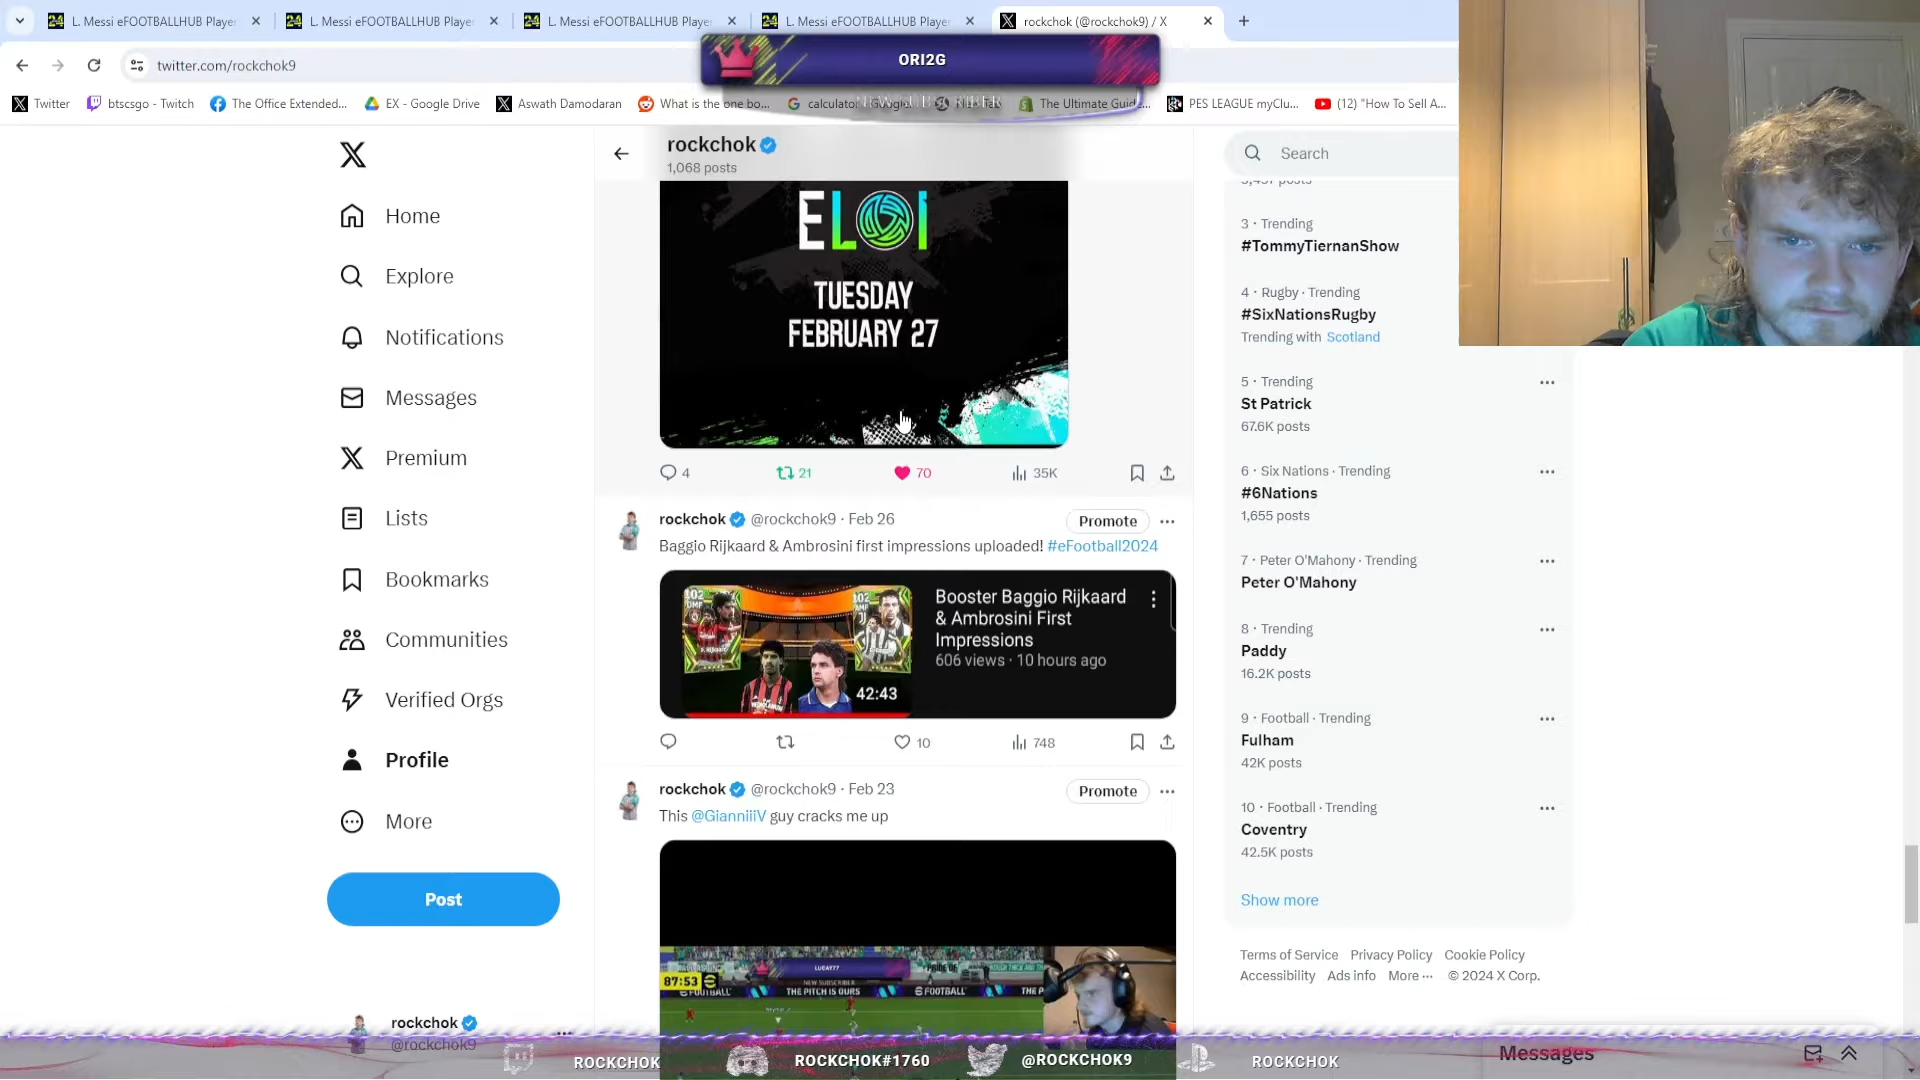 L. Messi eFOOTBALLHUB Player
L. Messi eFOOTBALLHUB Player
L. Messi eFOOTBALLHUB Player
L. Messi eFOOTBALLHUB Player
rockchok (@rockchok9) / X
twitter.com/rockchok9
ORI2G
Twitter
btscsgo - Twitch
The Office Extended...
EX - Google Drive
Aswath Damodaran
What is the one bo...
The Ultimate Guid...
PES LEAGUE myClu...
(12) "How To Sell A...
Home
Explore
Notifications
Messages
Premium
Lists
Bookmarks
Communities
Verified Orgs
Profile
More
Post
rockchok
@rockchok9
rockchok
1,068 posts
ELOI
TUESDAY
FEBRUARY 27
4
21
70
35K
rockchok @rockchok9 · Feb 26
Promote
Baggio Rijkaard & Ambrosini first impressions uploaded! #eFootball2024
102
102
Booster Baggio Rijkaard
& Ambrosini First
Impressions
606 views · 10 hours ago
42:43
10
748
rockchok @rockchok9 · Feb 23
Promote
This @GianniiiV guy cracks me up
87:53
NEW SUBSCRIBER
THE PITCH IS OURS
Search
3 · Trending
#TommyTiernanShow
4 · Rugby · Trending
#SixNationsRugby
Trending with Scotland
5 · Trending
St Patrick
67.6K posts
6 · Six Nations · Trending
#6Nations
1,655 posts
7 · Peter O'Mahony · Trending
Peter O'Mahony
8 · Trending
Paddy
16.2K posts
9 · Football · Trending
Fulham
42K posts
10 · Football · Trending
Coventry
42.5K posts
Show more
Terms of Service Privacy Policy Cookie Policy
Accessibility Ads info More ··· © 2024 X Corp.
Messages
ROCKCHOK
ROCKCHOK#1760
@ROCKCHOK9
ROCKCHOK